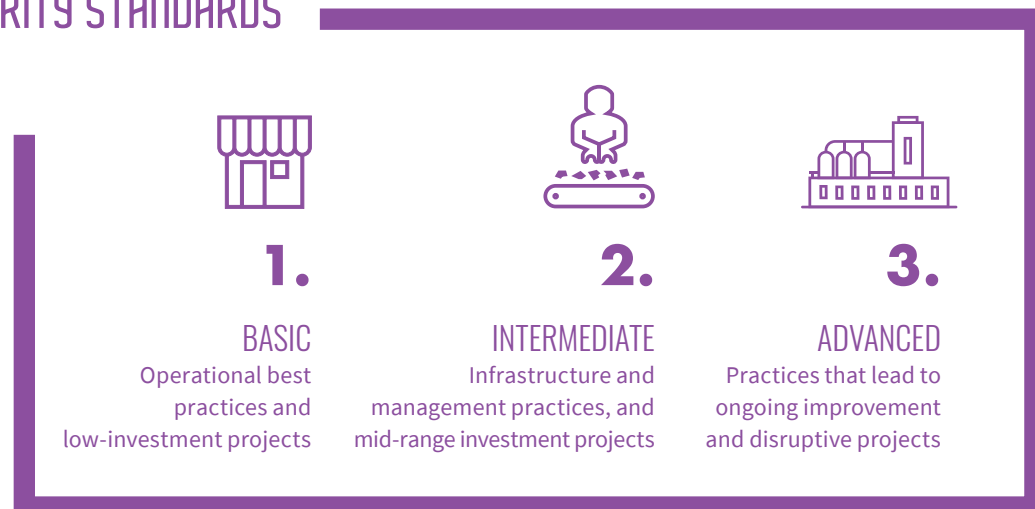 STANDARDS
1.
BASIC
Operational best
practices and
low-investment projects
2.
INTERMEDIATE
Infrastructure and
management practices, and
mid-range investment projects
3.
ADVANCED
Practices that lead to
ongoing improvement
and disruptive projects